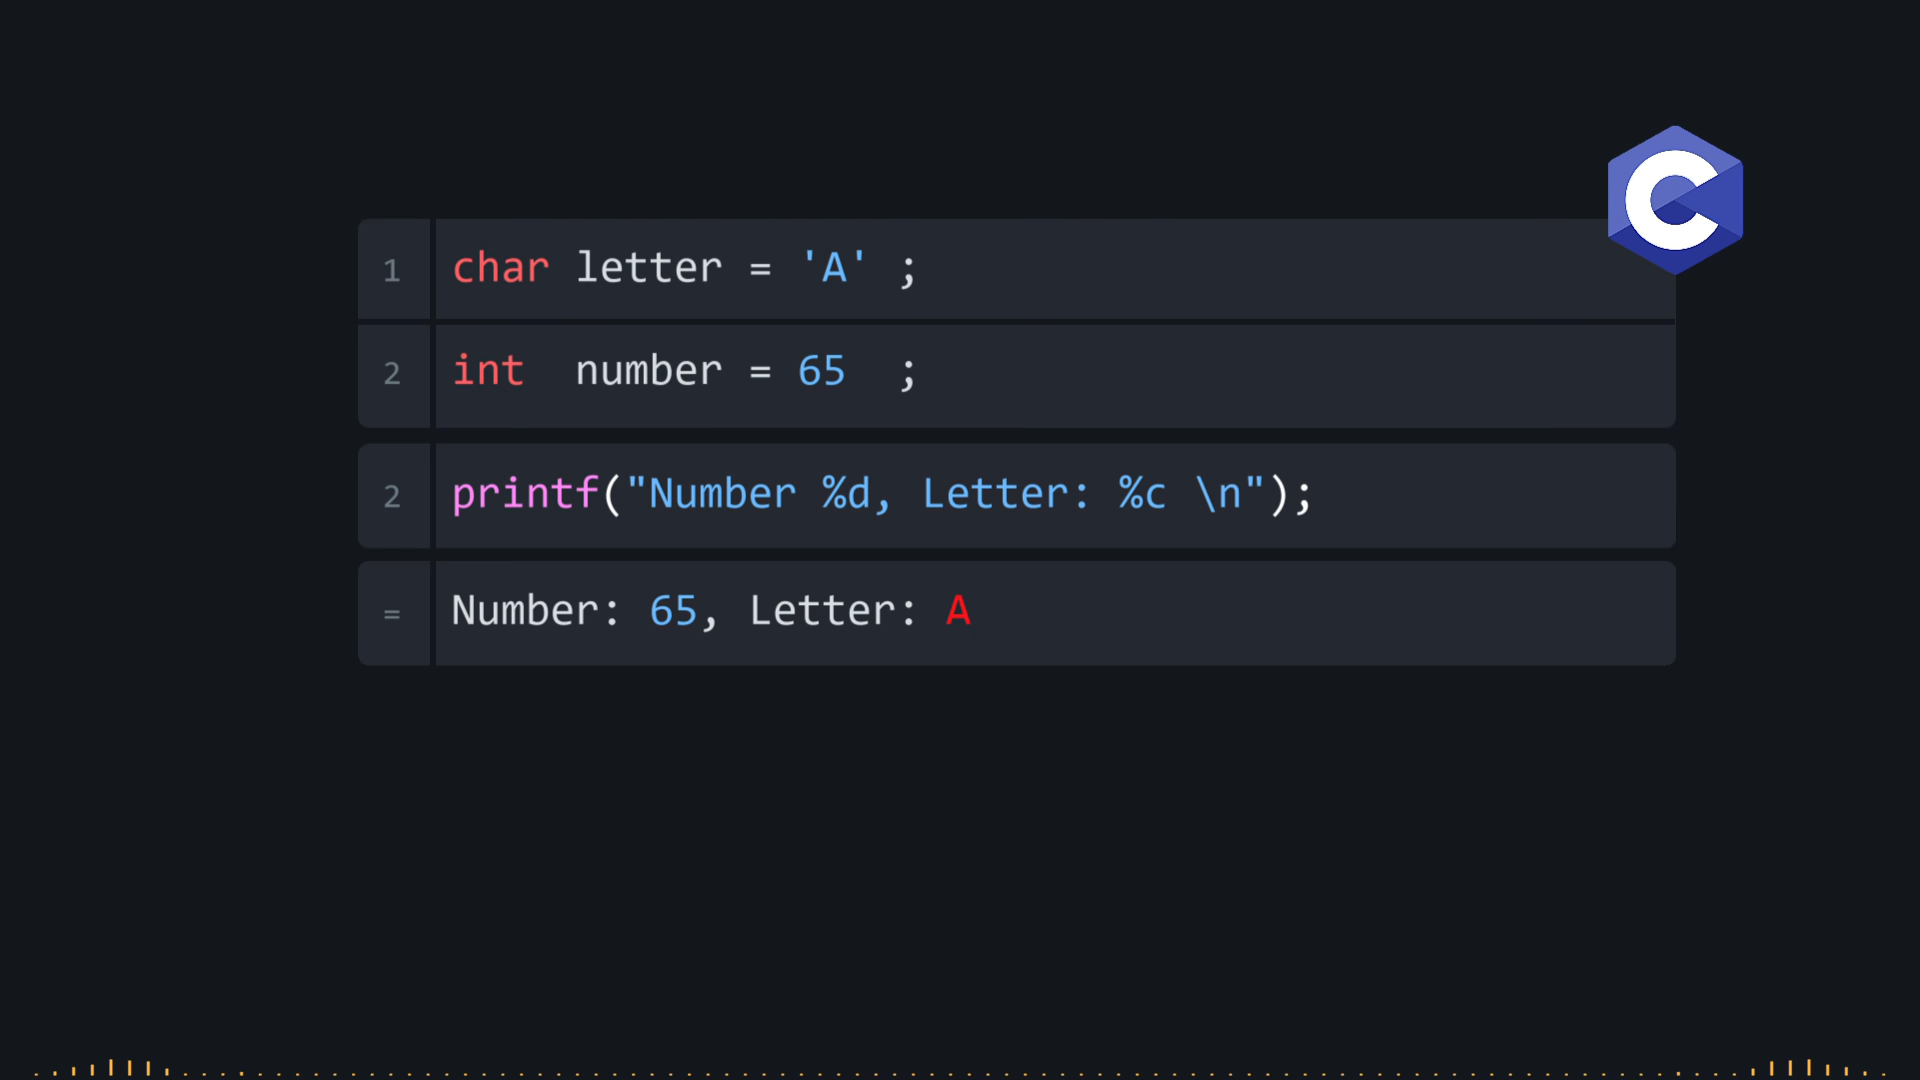 1 char letter = 'A' ;
2 int  number = 65  ;
2 printf("Number %d, Letter: %c \n");
= Number: 65, Letter: A
C